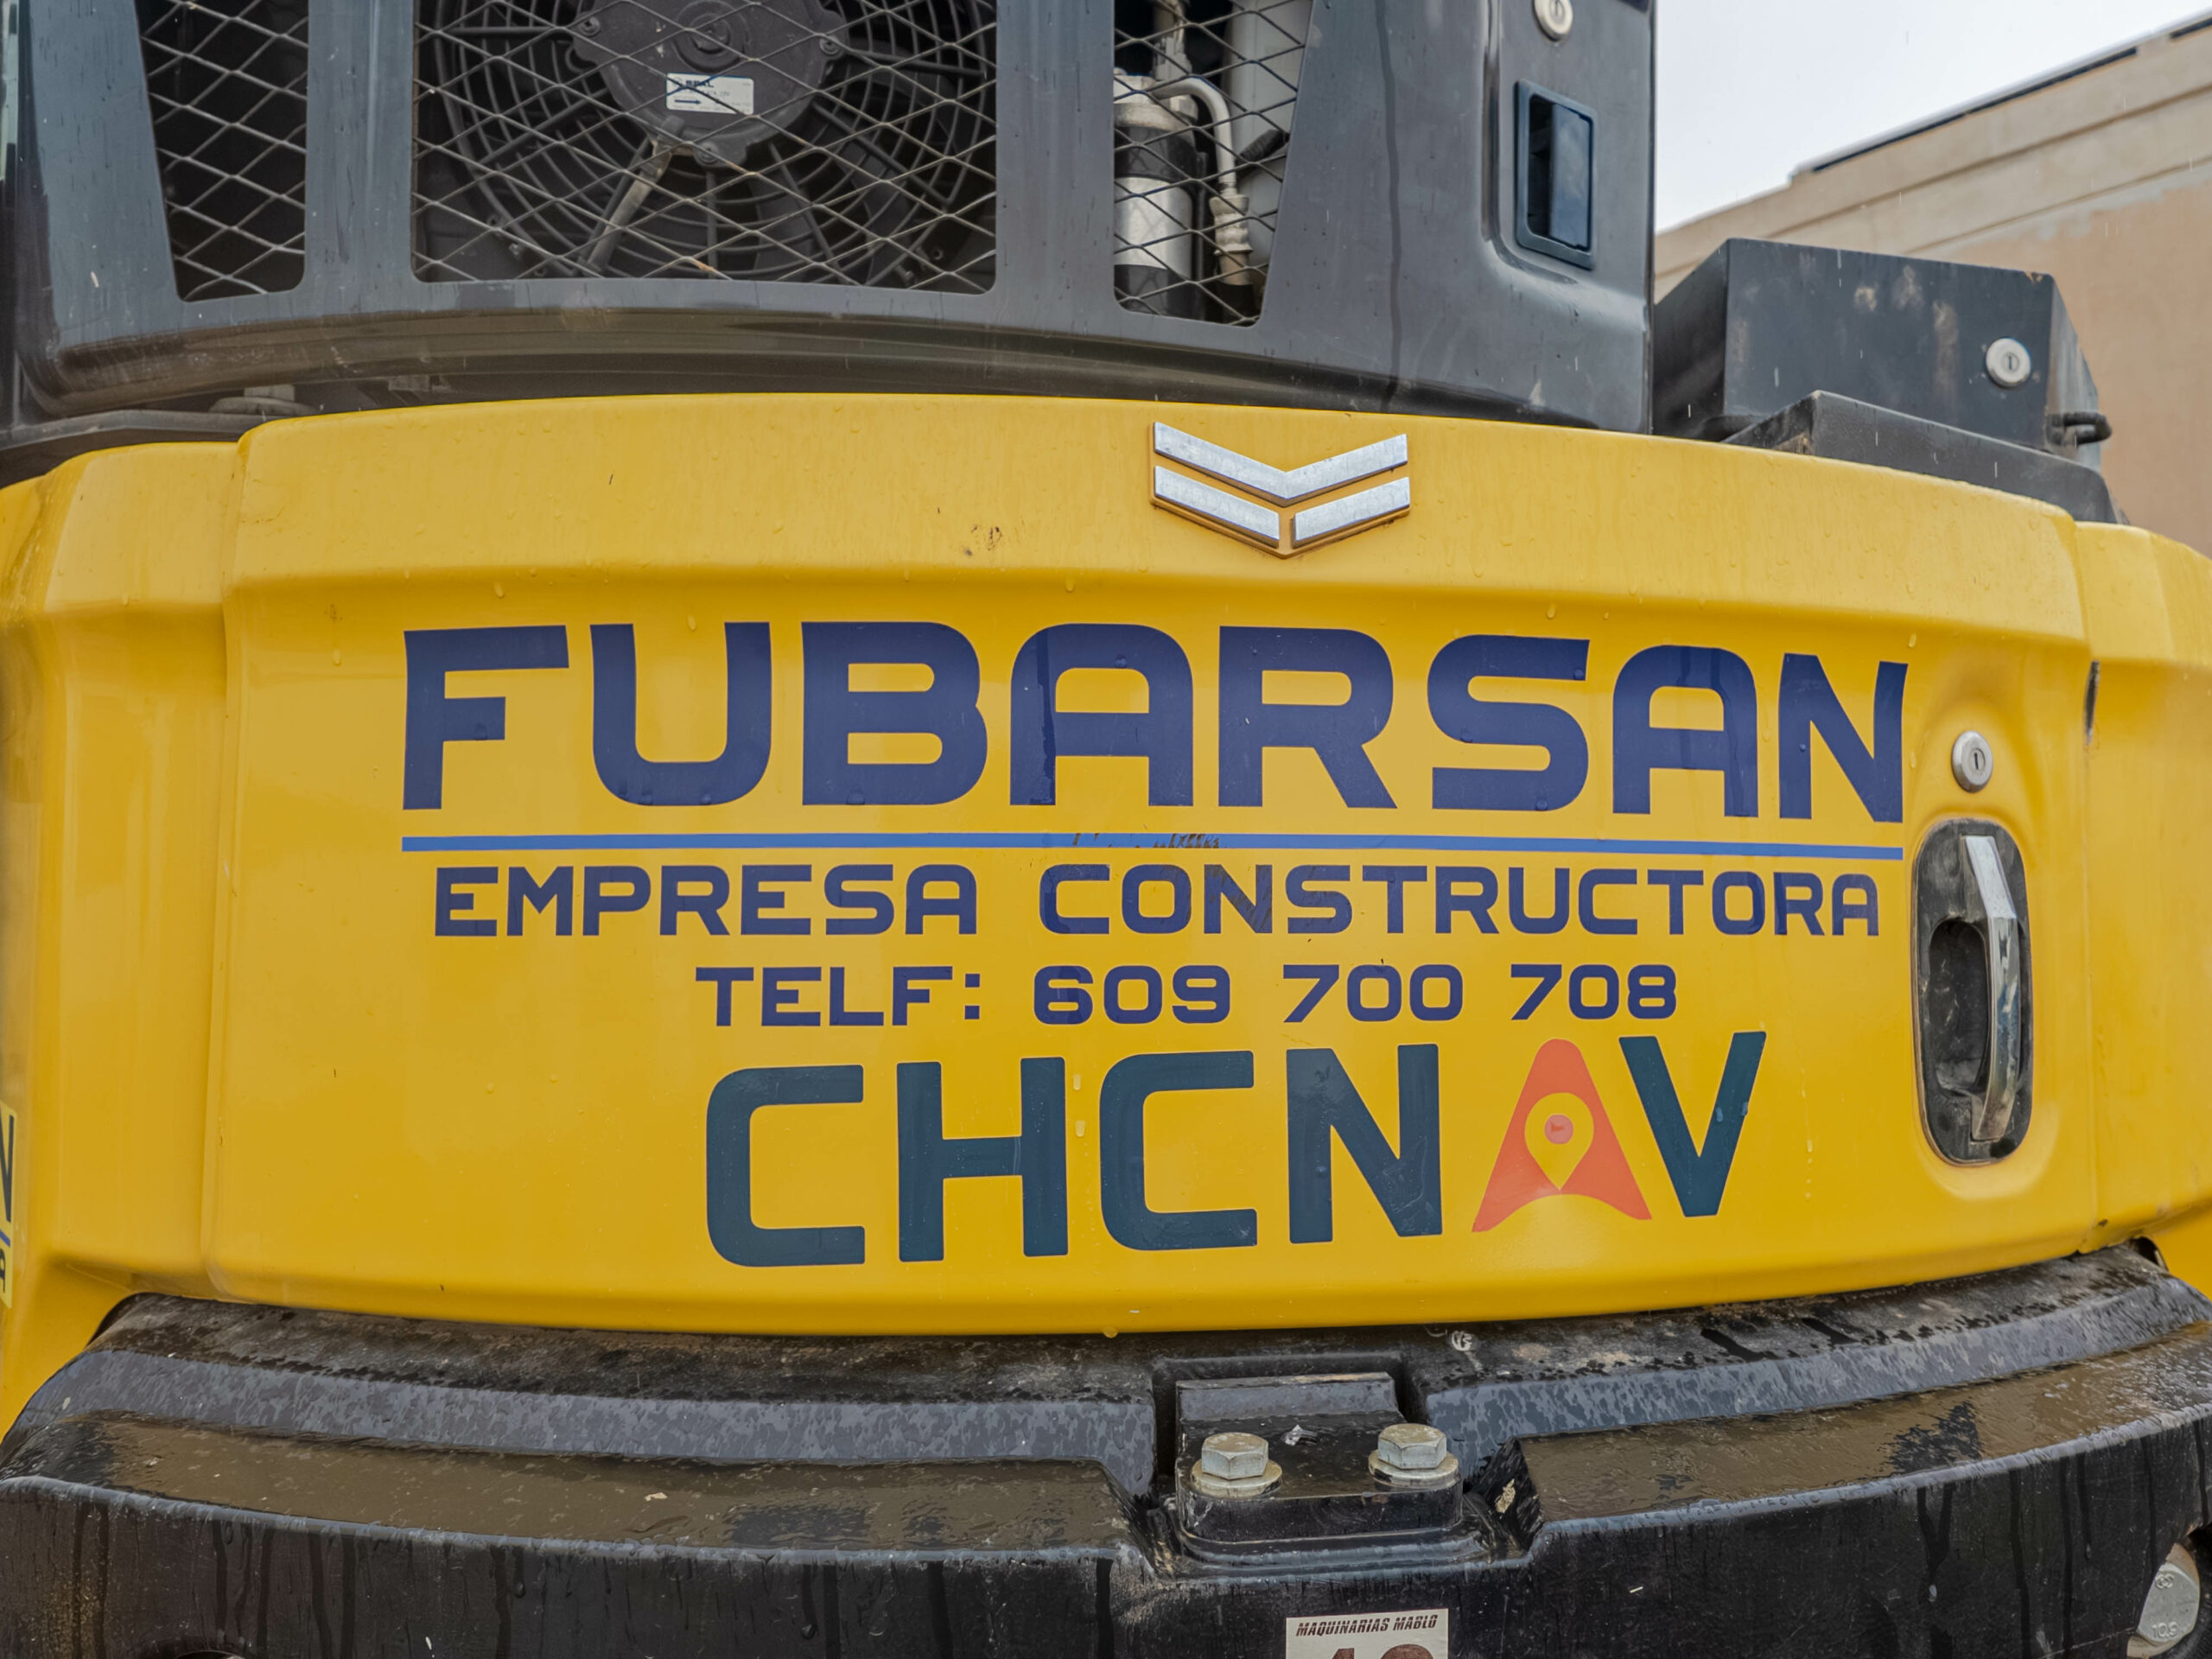 FUBARSAN
EMPRESA CONSTRUCTORA
TELF: 609 700 708
CHCNAV
MAQUINARIAS MABLO